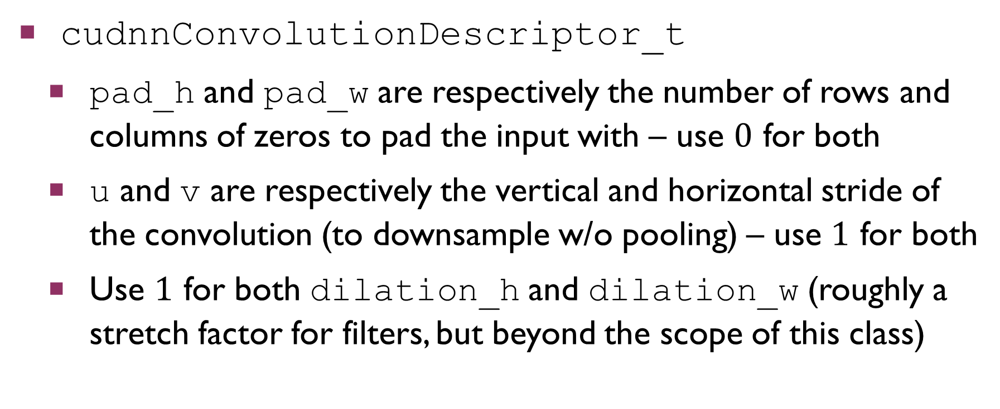 ▪ cudnnConvolutionDescriptor_t
▪ pad_h and pad_w are respectively the number of rows and
columns of zeros to pad the input with – use 0 for both
▪ u and v are respectively the vertical and horizontal stride of
the convolution (to downsample w/o pooling) – use 1 for both
▪ Use 1 for both dilation_h and dilation_w (roughly a
stretch factor for filters, but beyond the scope of this class)